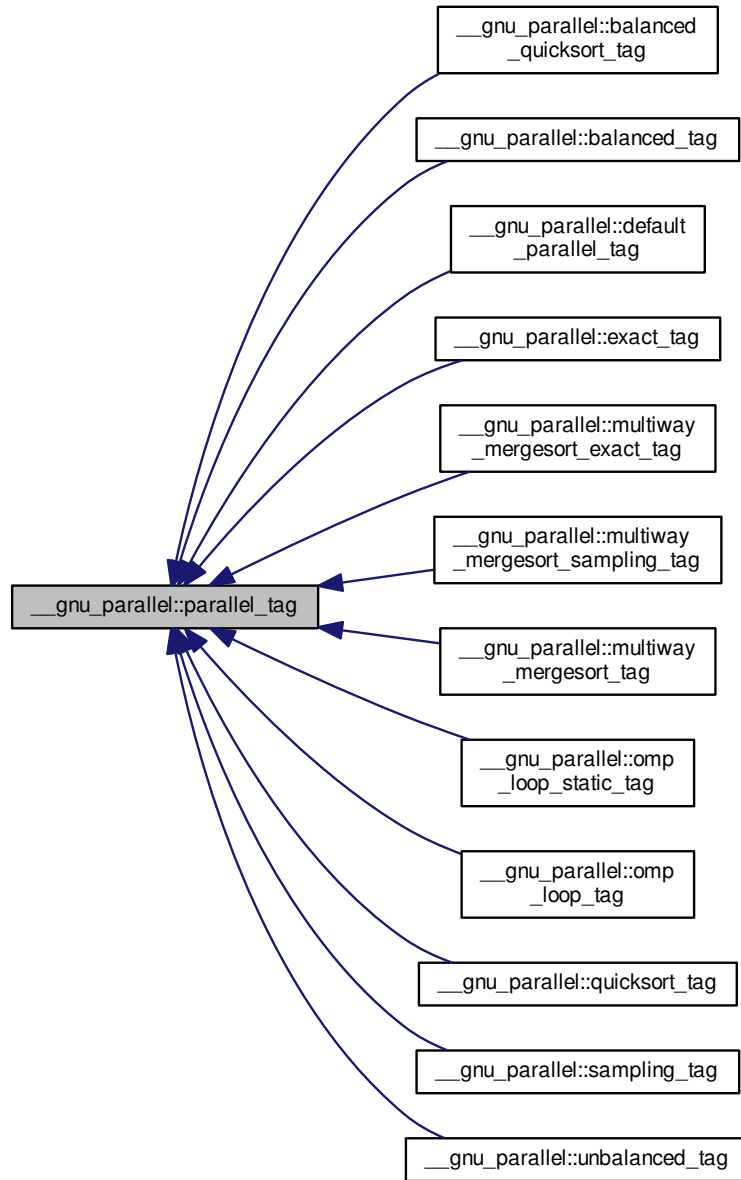 __gnu_parallel::balanced
_quicksort_tag
__gnu_parallel::balanced_tag
__gnu_parallel::default
_parallel_tag
__gnu_parallel::exact_tag
__gnu_parallel::multiway
_mergesort_exact_tag
__gnu_parallel::multiway
_mergesort_sampling_tag
__gnu_parallel::parallel_tag
__gnu_parallel::multiway
_mergesort_tag
__gnu_parallel::omp
_loop_static_tag
__gnu_parallel::omp
_loop_tag
__gnu_parallel::quicksort_tag
__gnu_parallel::sampling_tag
__gnu_parallel::unbalanced_tag